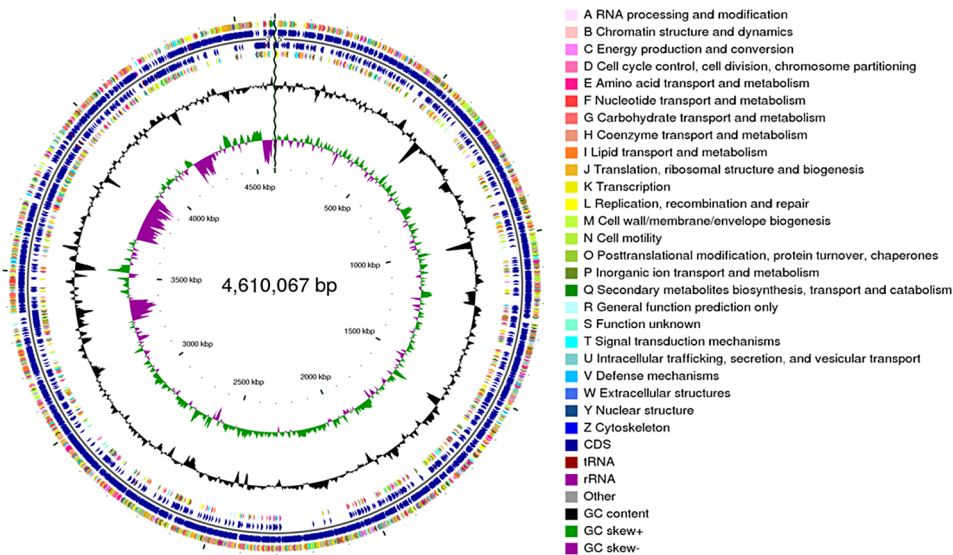 4500 kbp
500 kbp
4000 kbp
1000 kbp
3500 kbp
4,610,067 bp
1500 kbp
3000 kbp
2500 kbp
2000 kbp
A RNA processing and modification
B Chromatin structure and dynamics
C Energy production and conversion
D Cell cycle control, cell division, chromosome partitioning
E Amino acid transport and metabolism
F Nucleotide transport and metabolism
G Carbohydrate transport and metabolism
H Coenzyme transport and metabolism
I Lipid transport and metabolism
J Translation, ribosomal structure and biogenesis
K Transcription
L Replication, recombination and repair
M Cell wall/membrane/envelope biogenesis
N Cell motility
O Posttranslational modification, protein turnover, chaperones
P Inorganic ion transport and metabolism
Q Secondary metabolites biosynthesis, transport and catabolism
R General function prediction only
S Function unknown
T Signal transduction mechanisms
U Intracellular trafficking, secretion, and vesicular transport
V Defense mechanisms
W Extracellular structures
Y Nuclear structure
Z Cytoskeleton
CDS
tRNA
rRNA
Other
GC content
GC skew+
GC skew-